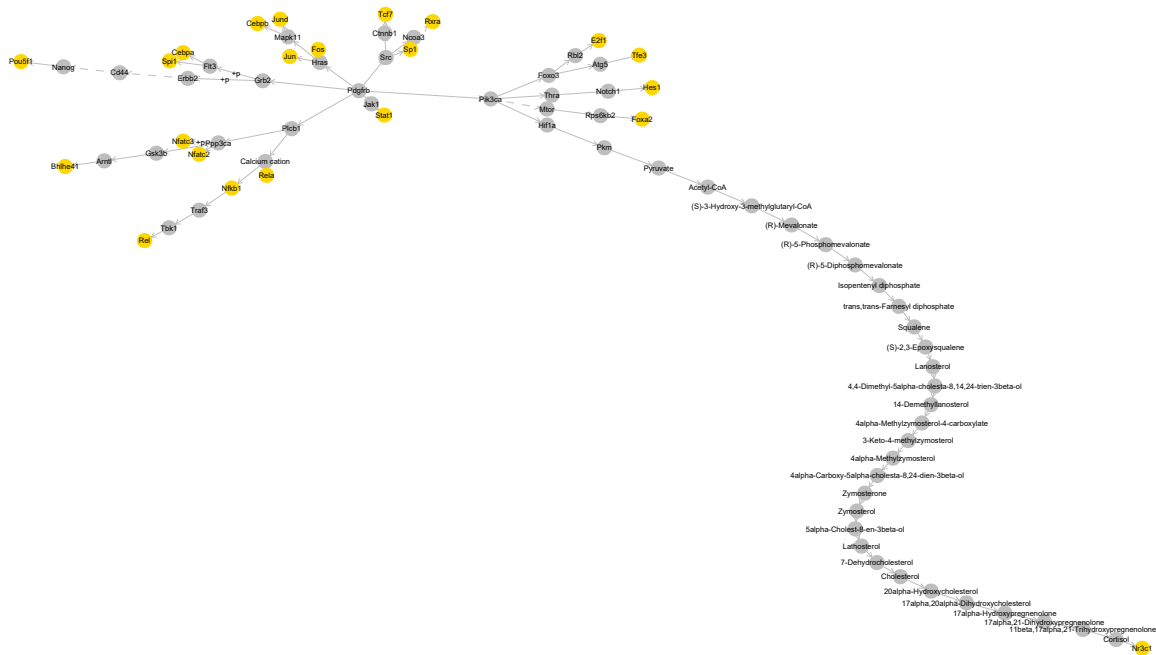 Tcf7
Rxra
Jund
Cebpb
Ctnnb1
Ncoa3
Mapk11
E2f1
Fos
Sp1
Cebpa
Tfe3
Jun
Rbl2
Src
Pou5f1
Spi1
Hras
Nanog
Flt3
Atg5
Cd44
+p
Foxo3
Erbb2
+p
Grb2
Hes1
Pdgfrb
Notch1
Thra
Pik3ca
Jak1
Mtor
Stat1
Rps6kb2
Foxa2
Hif1a
Plcb1
Nfatc3
+p
Ppp3ca
Pkm
Gsk3b
Nfatc2
Arntl
Calcium cation
Bhlhe41
Pyruvate
Rela
Nfkb1
Acetyl-CoA
(S)-3-Hydroxy-3-methylglutaryl-CoA
Traf3
(R)-Mevalonate
Tbk1
Rel
(R)-5-Phosphomevalonate
(R)-5-Diphosphomevalonate
Isopentenyl diphosphate
trans,trans-Farnesyl diphosphate
Squalene
(S)-2,3-Epoxysqualene
Lanosterol
4,4-Dimethyl-5alpha-cholesta-8,14,24-trien-3beta-ol
14-Demethyllanosterol
4alpha-Methylzymosterol-4-carboxylate
3-Keto-4-methylzymosterol
4alpha-Methylzymosterol
4alpha-Carboxy-5alpha-cholesta-8,24-dien-3beta-ol
Zymosterone
Zymosterol
5alpha-Cholest-8-en-3beta-ol
Lathosterol
7-Dehydrocholesterol
Cholesterol
20alpha-Hydroxycholesterol
17alpha,20alpha-Dihydroxycholesterol
17alpha-Hydroxypregnenolone
17alpha,21-Dihydroxypregnenolone
11beta,17alpha,21-Trihydroxypregnenolone
Cortisol
Nr3c1